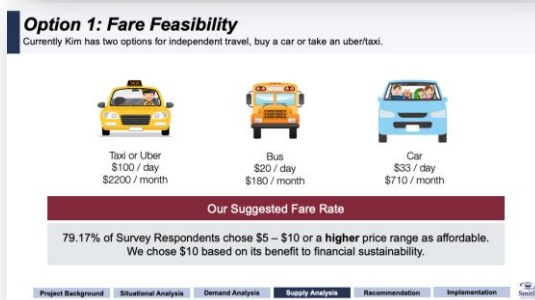 Option 1: Fare Feasibility
Currently Kim has two options for independent travel, buy a car or take an uber/taxi.
TAXI
Taxi or Uber
$100 / day
$2200 / month
Bus
$20 / day
$180 / month
Car
$33 / day
$710 / month
Our Suggested Fare Rate
79.17% of Survey Respondents chose $5 – $10 or a higher price range as affordable.
We chose $10 based on its benefit to financial sustainability.
Project Background Situational Analysis Demand Analysis Supply Analysis Recommendation Implementation
Smith